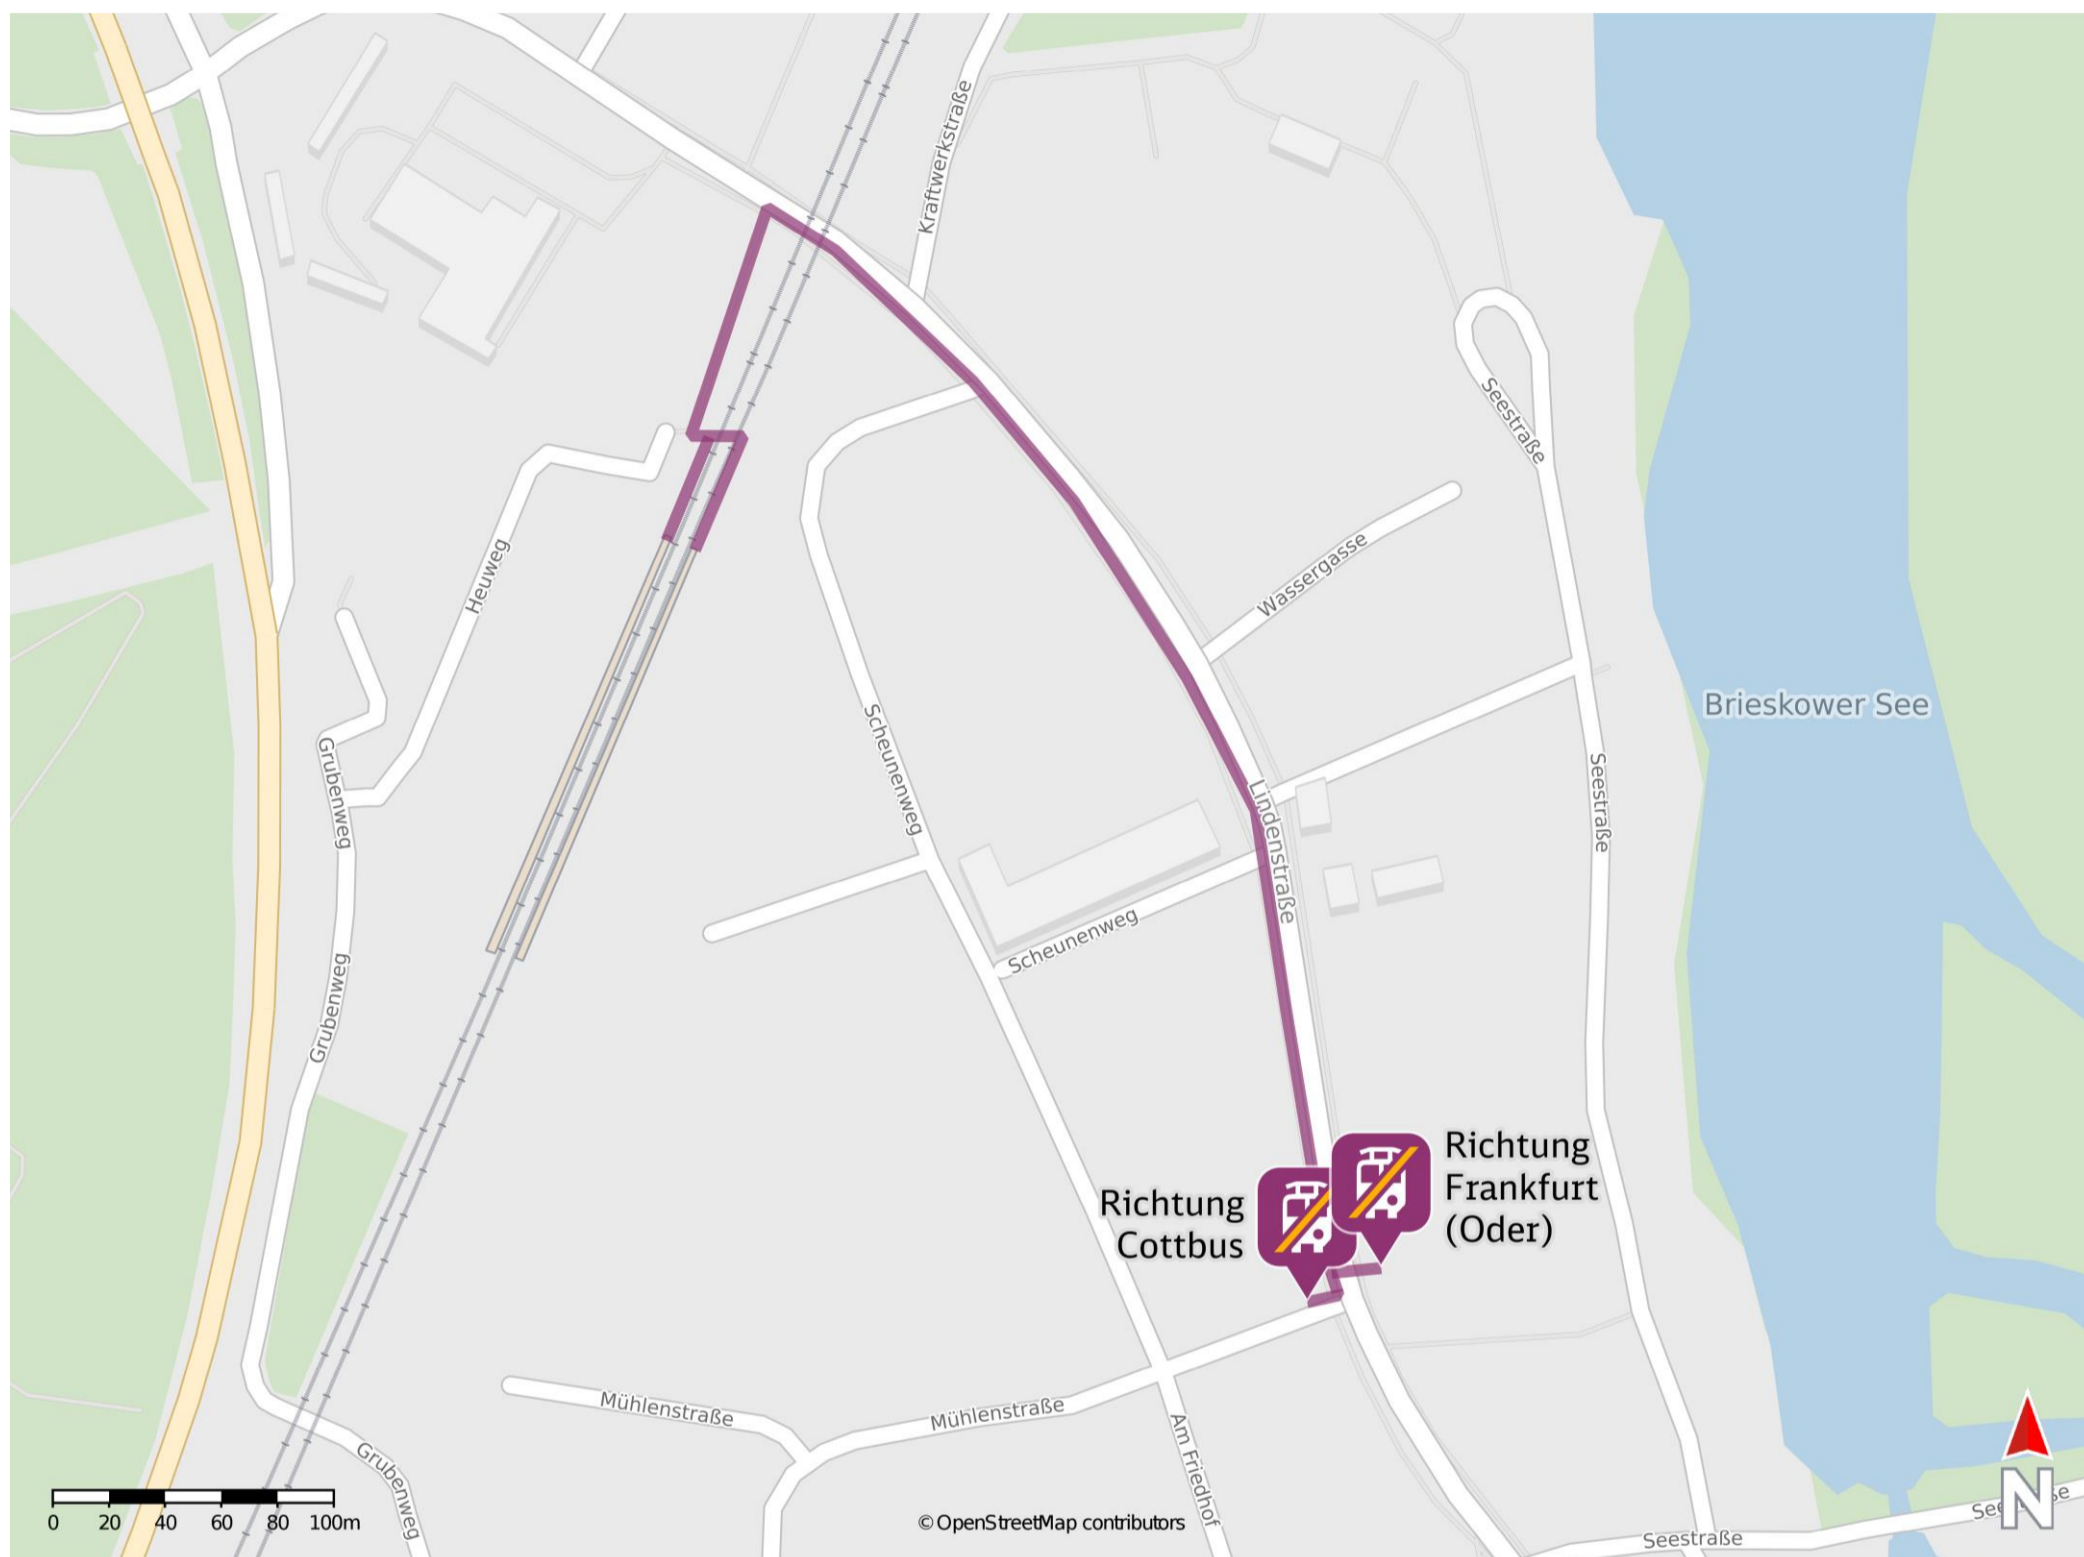 Kraftwerkstraße
Seestraße
Wassergasse
Heuweg
Brieskower See
Scheunenweg
Grubenweg
Lindenstraße
Seestraße
Scheunenweg
Grubenweg
Richtung
Frankfurt
(Oder)
Richtung
Cottbus
Mühlenstraße
Mühlenstraße
Am Friedhof
Grubenweg
0 20 40 60 80 100m
© OpenStreetMap contributors
Seestraße
N